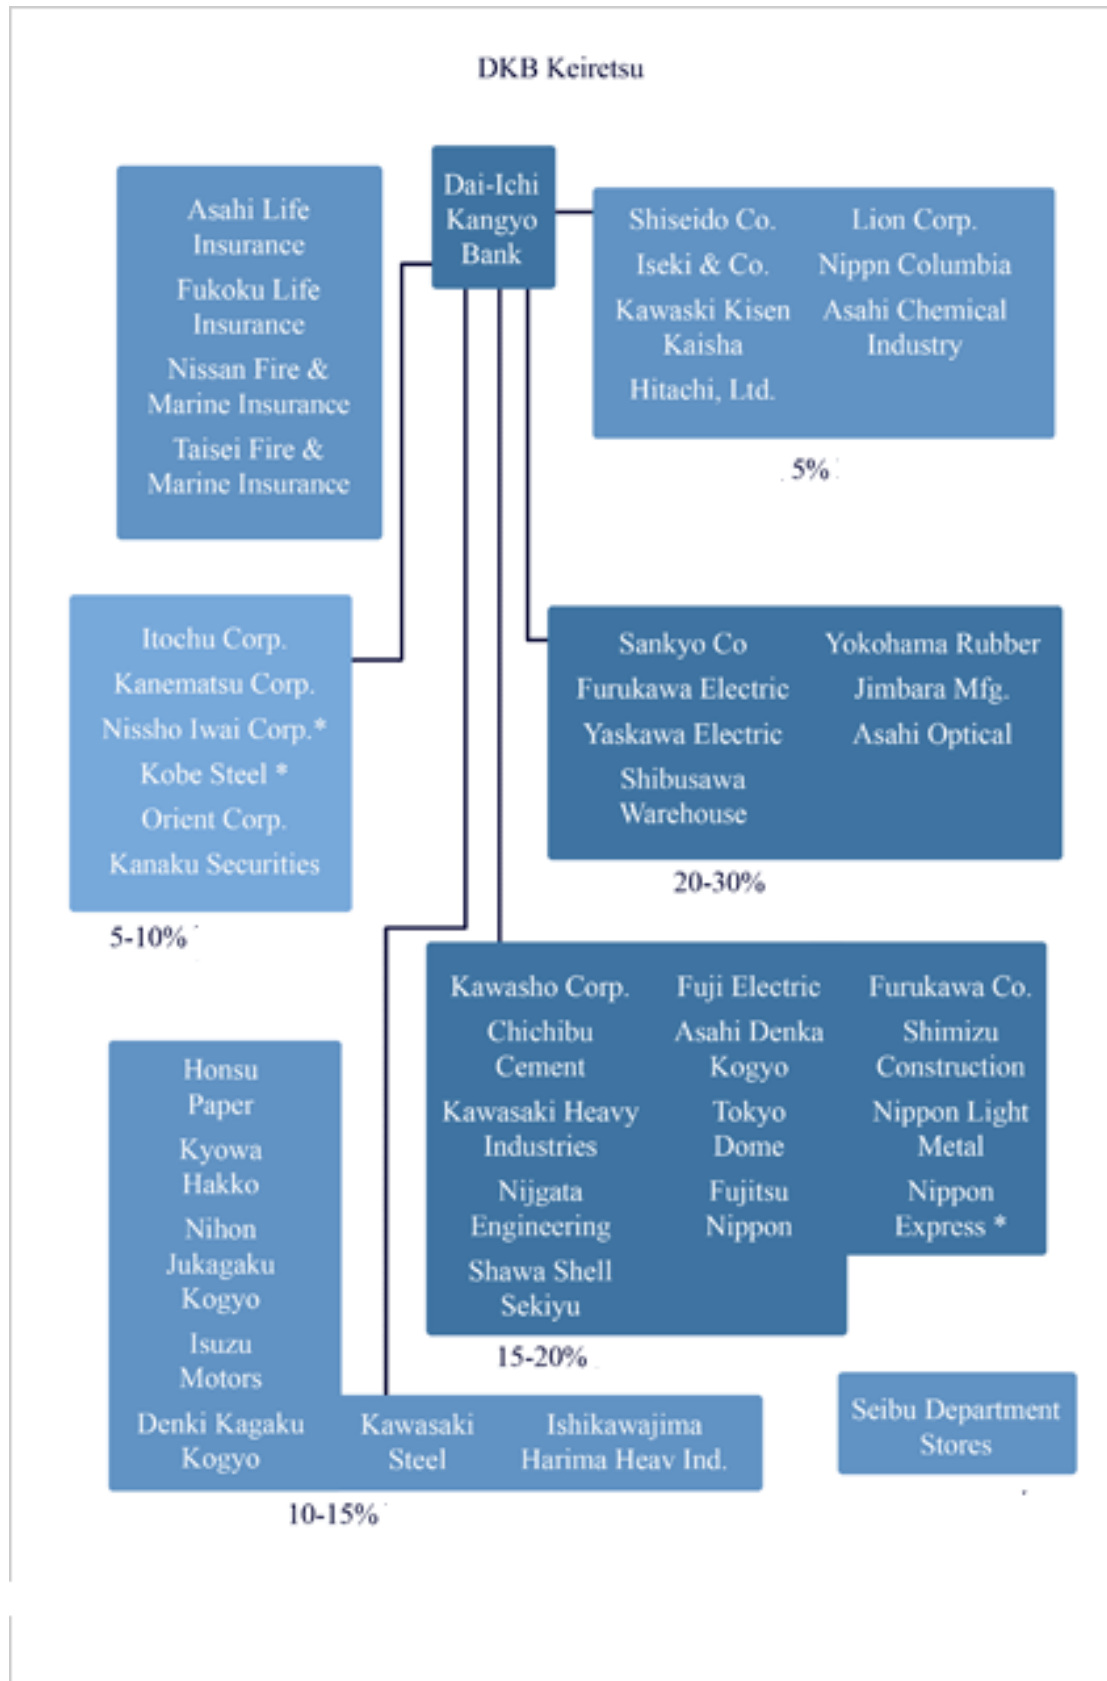 DKB Keiretsu
Dai-Ichi
Kangyo
Bank
Asahi Life
Insurance
Fukoku Life
Insurance
Nissan Fire &
Marine Insurance
Taisei Fire &
Marine Insurance
Shiseido Co.
Iseki & Co.
Kawaski Kisen
Kaisha
Hitachi, Ltd.
Lion Corp.
Nippn Columbia
Asahi Chemical
Industry
5%
Itochu Corp.
Kanematsu Corp.
Nissho Iwai Corp.*
Kobe Steel *
Orient Corp.
Kanaku Securities
5-10%
Sankyo Co
Furukawa Electric
Yaskawa Electric
Shibusawa
Warehouse
Yokohama Rubber
Jimbara Mfg.
Asahi Optical
20-30%
Kawasho Corp.
Chichibu
Cement
Kawasaki Heavy
Industries
Nijgata
Engineering
Shawa Shell
Sekiyu
Fuji Electric
Asahi Denka
Kogyo
Tokyo
Dome
Fujitsu
Nippon
Furukawa Co.
Shimizu
Construction
Nippon Light
Metal
Nippon
Express *
15-20%
Honsu
Paper
Kyowa
Hakko
Nihon
Jukagaku
Kogyo
Isuzu
Motors
Denki Kagaku
Kogyo
Kawasaki
Steel
Ishikawajima
Harima Heav Ind.
10-15%
Seibu Department
Stores